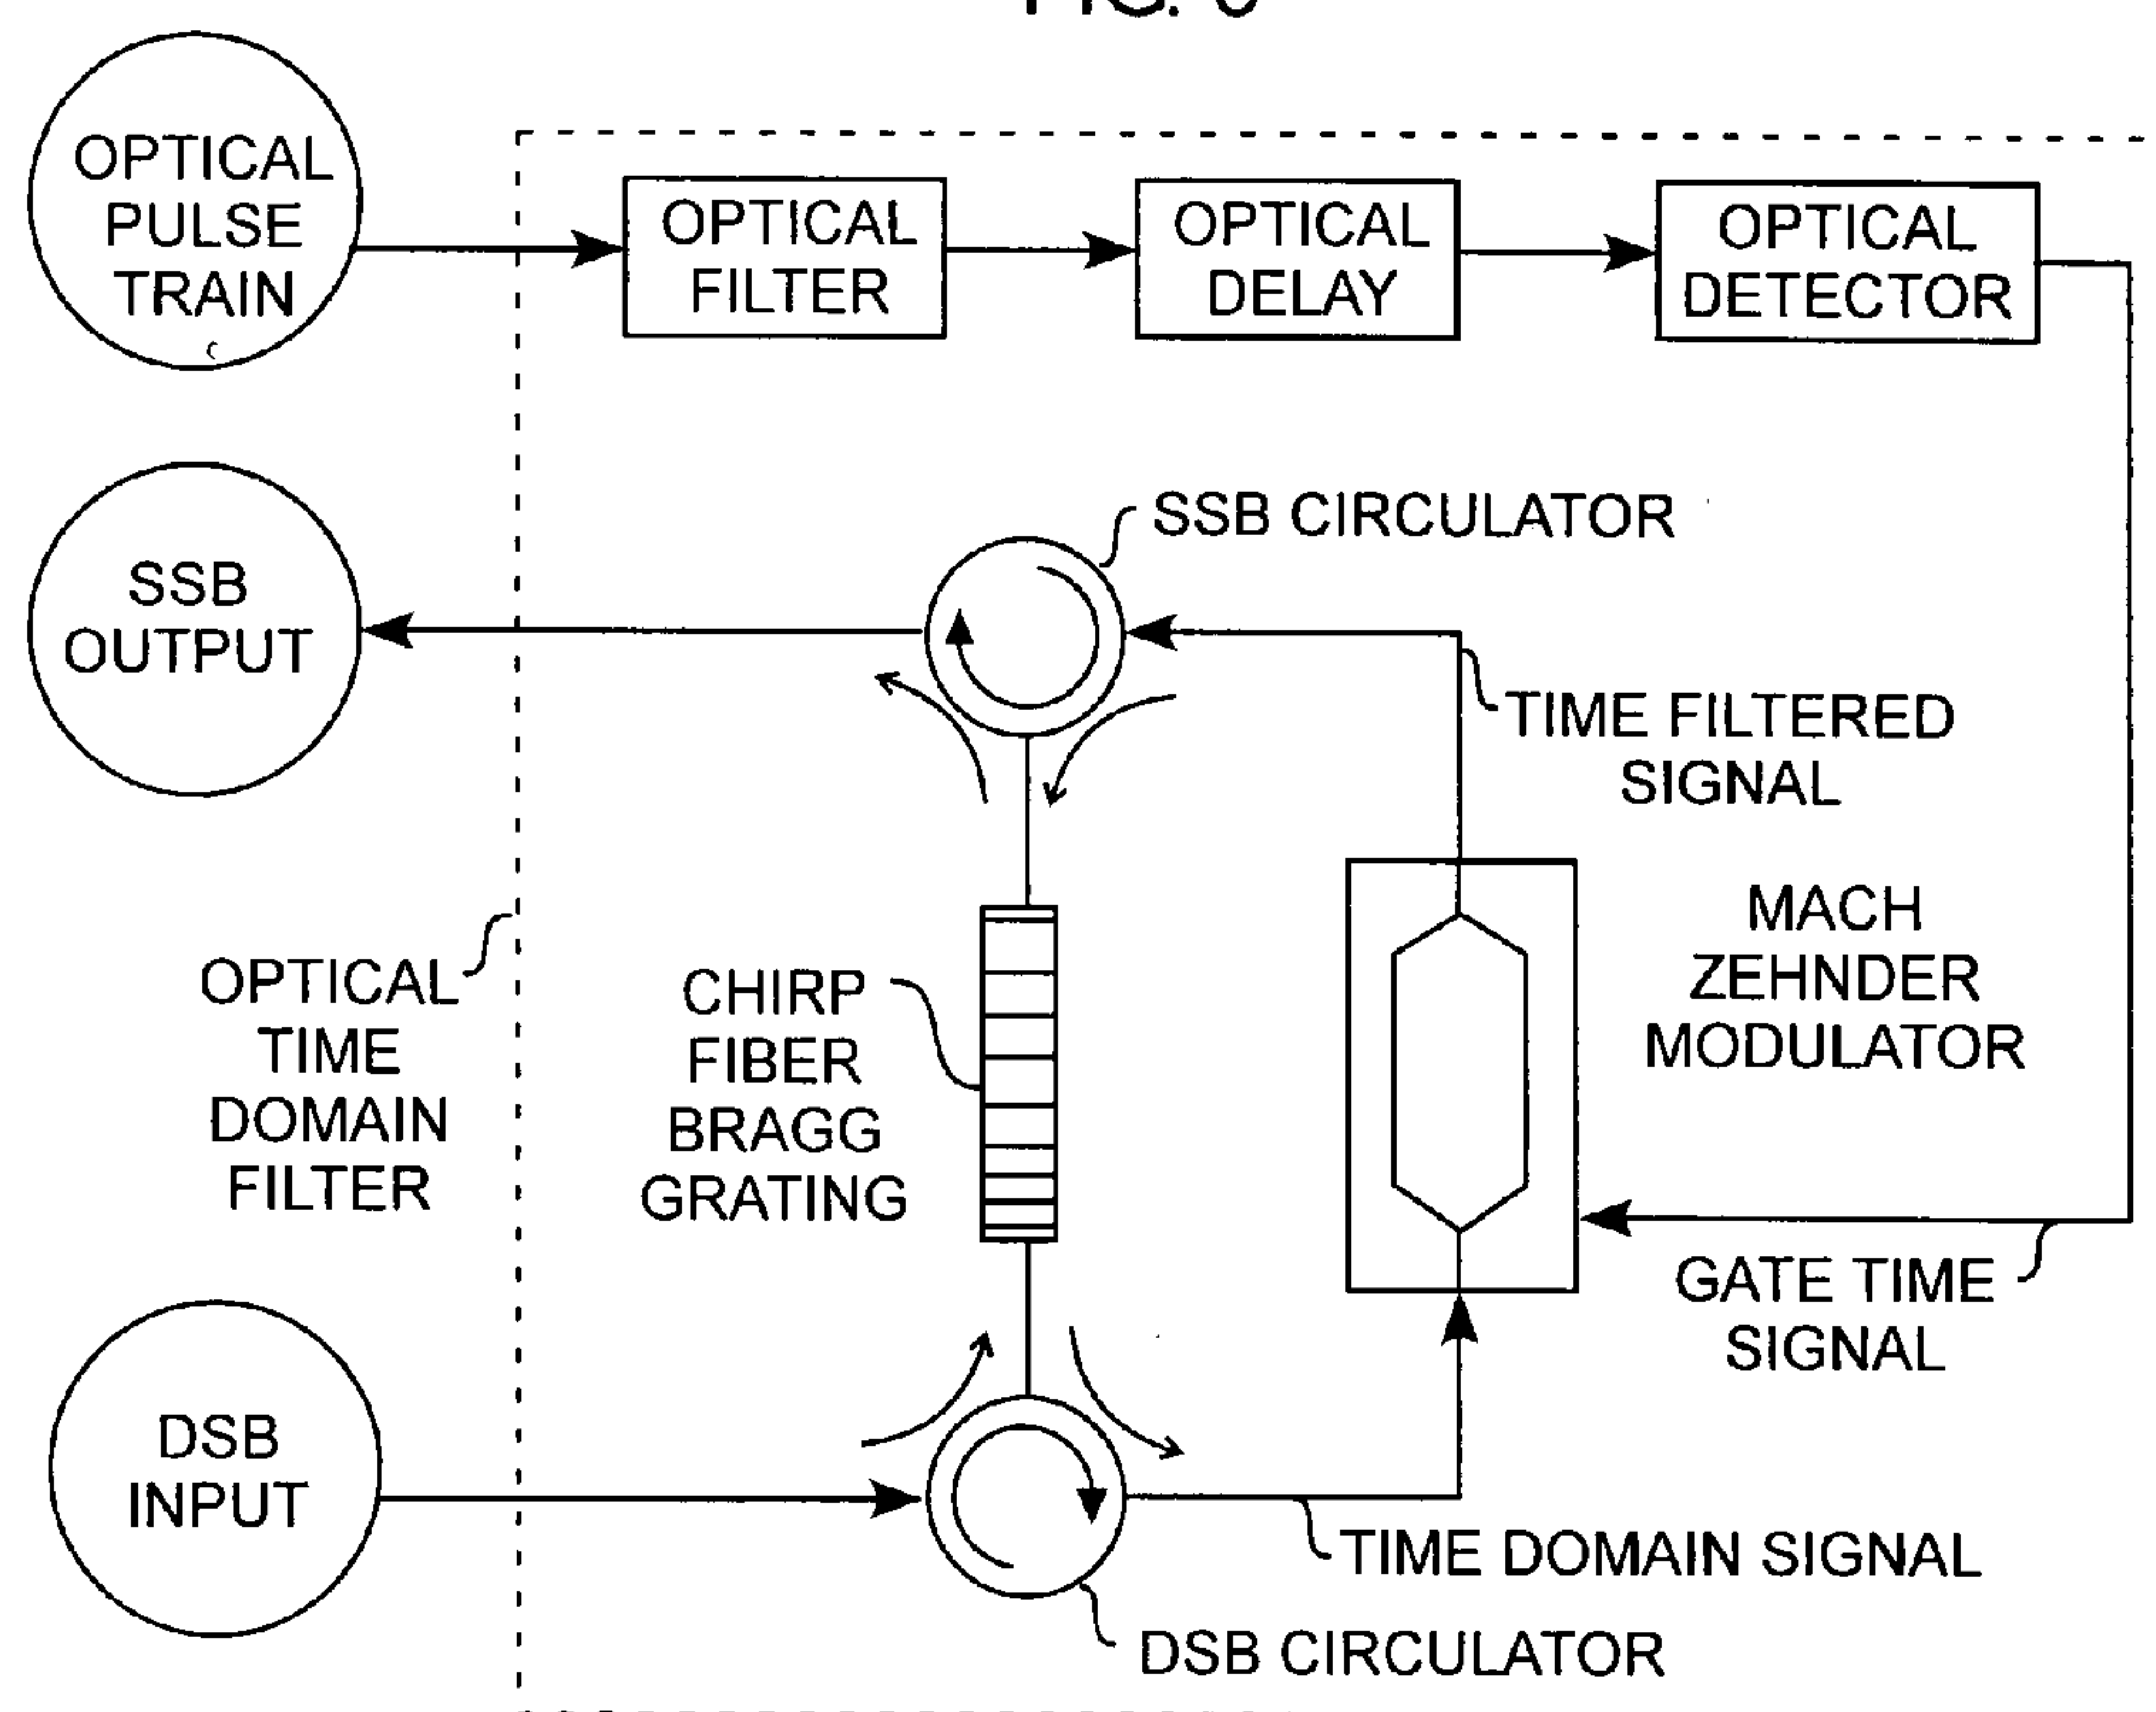 OPTICAL
PULSE
TRAIN
OPTICAL
FILTER
OPTICAL
DELAY
OPTICAL
DETECTOR
SSB CIRCULATOR
SSB
OUTPUT
TIME FILTERED
SIGNAL
MACH
ZEHNDER
MODULATOR
OPTICAL
TIME
DOMAIN
FILTER
CHIRP
FIBER
BRAGG
GRATING
GATE TIME
SIGNAL
DSB
INPUT
TIME DOMAIN SIGNAL
DSB CIRCULATOR